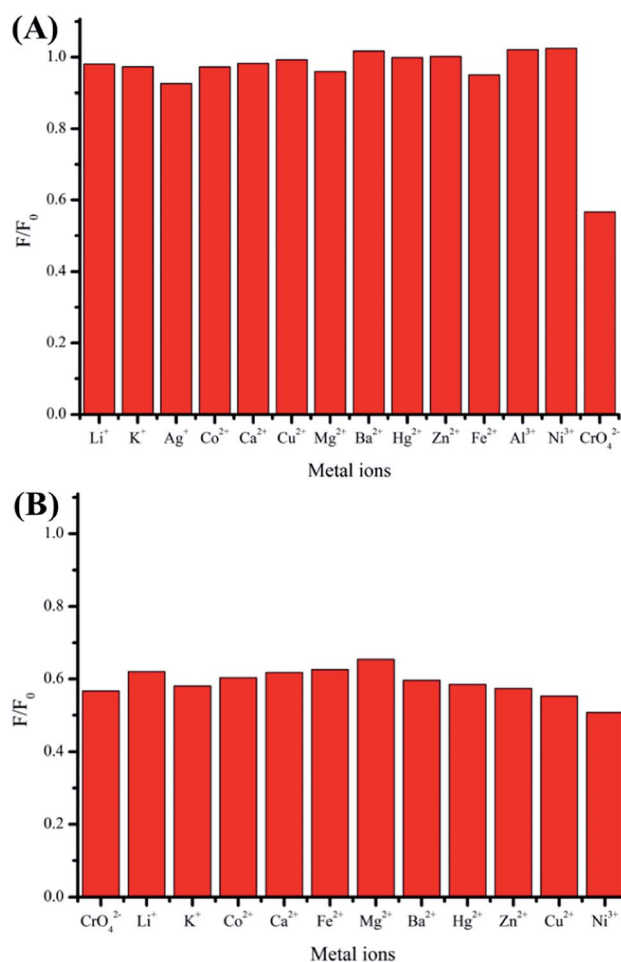 (A)
1.0
0.8
0.6
0.4
0.2
0.0
F/F₀
Li⁺ K⁺ Ag⁺ Co²⁺ Ca²⁺ Cu²⁺ Mg²⁺ Ba²⁺ Hg²⁺ Zn²⁺ Fe²⁺ Al³⁺ Ni³⁺ CrO₄²⁻
Metal ions
(B)
1.0
0.8
0.6
0.4
0.2
0.0
F/F₀
CrO₄²⁻ Li⁺ K⁺ Co²⁺ Ca²⁺ Fe²⁺ Mg²⁺ Ba²⁺ Hg²⁺ Zn²⁺ Cu²⁺ Ni³⁺
Metal ions